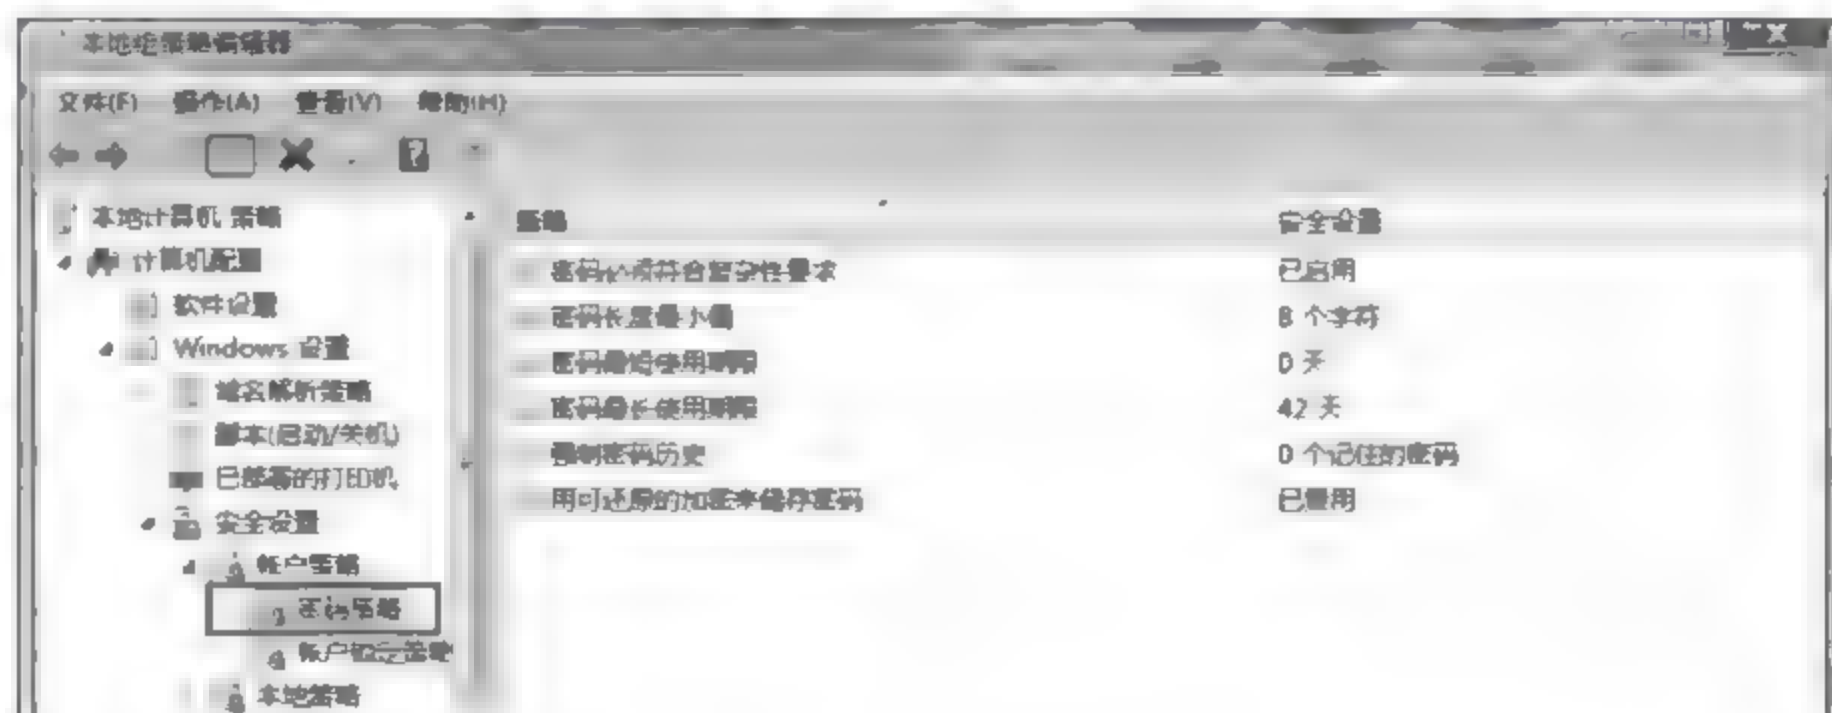 本地组策略编辑器
文件(F) 操作(A) 查看(V) 帮助(H)
本地计算机 策略
计算机配置
软件设置
Windows 设置
域名解析策略
脚本(启动/关机)
已部署的打印机
安全设置
帐户策略
密码策略
帐户锁定策略
本地策略
策略 安全设置
密码必须符合复杂性要求 已启用
密码长度最小值 8 个字符
密码最短使用期限 0 天
密码最长使用期限 42 天
强制密码历史 0 个记住的密码
用可还原的加密来储存密码 已禁用